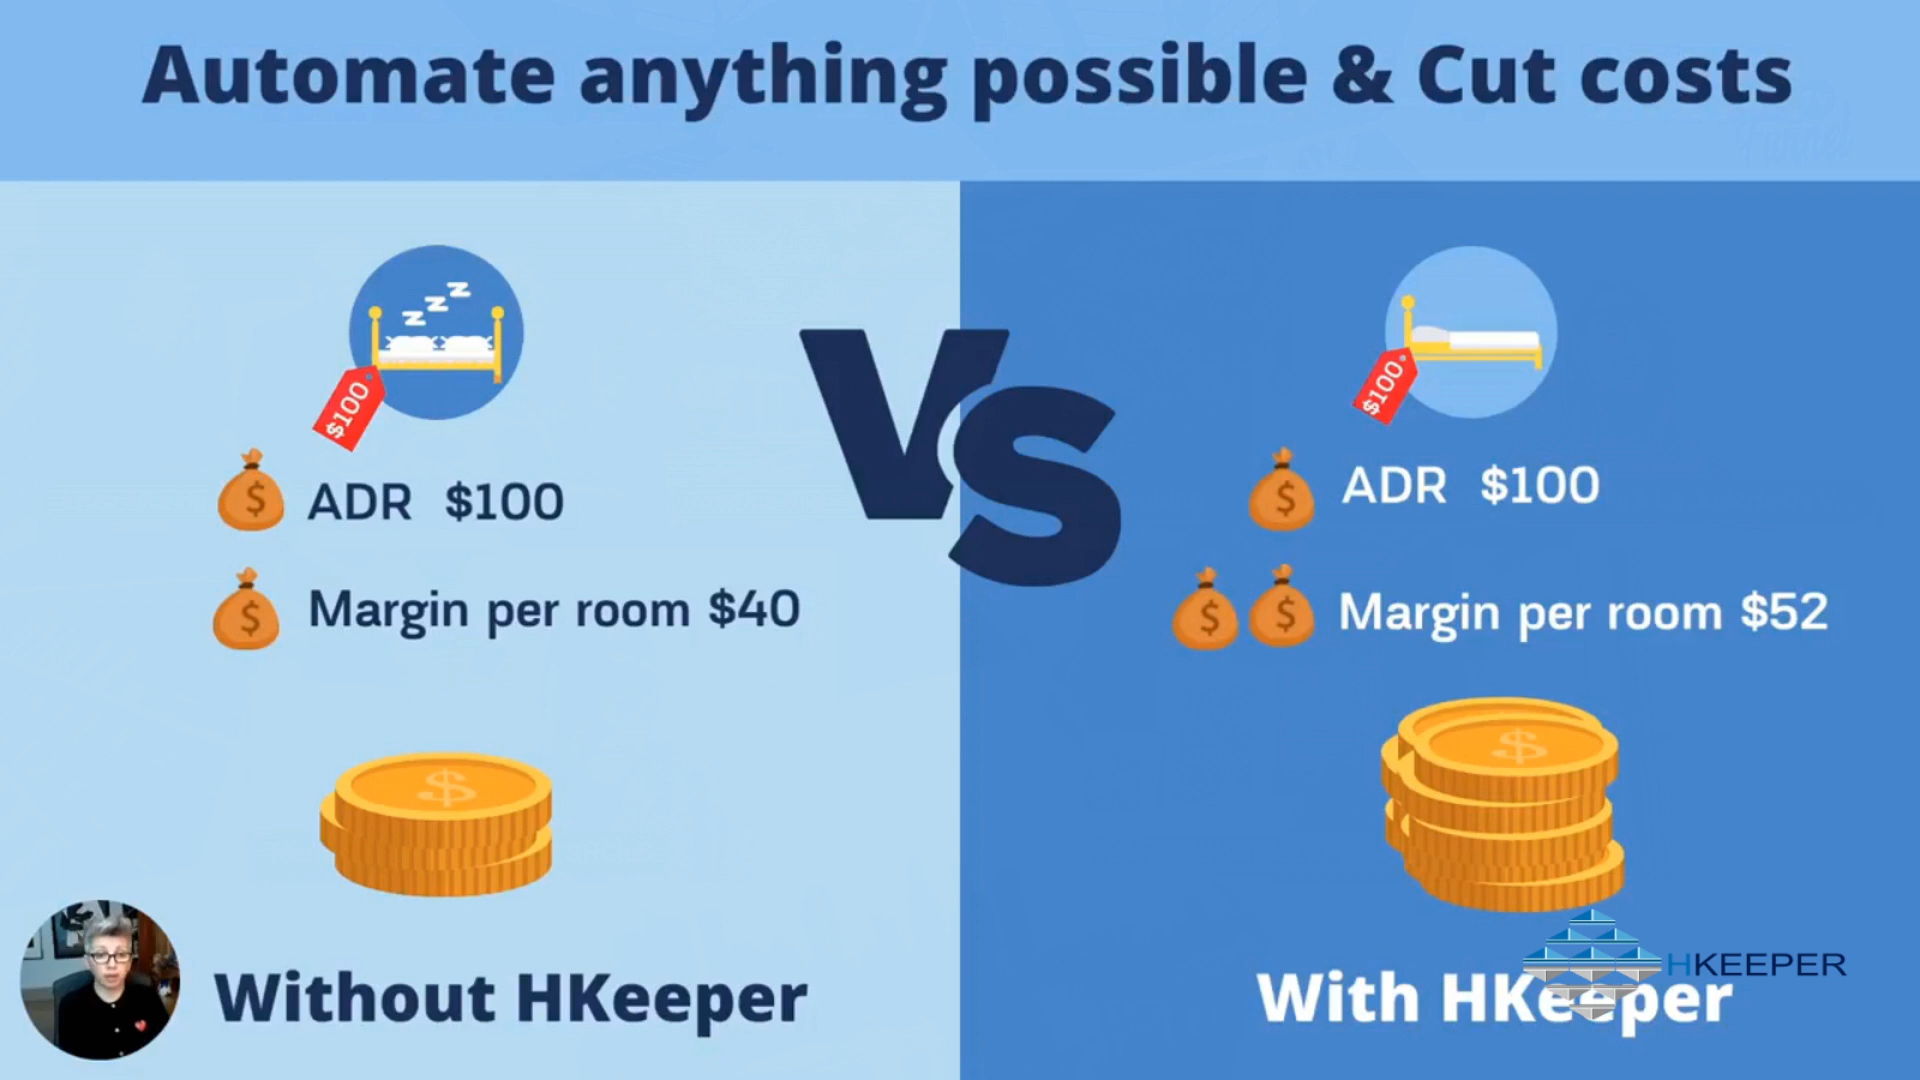 Automate anything possible & Cut costs
z z z
$100
ADR $100
Margin per room $40
Without HKeeper
VS
$100
ADR $100
Margin per room $52
With HKeeper
HKEEPER